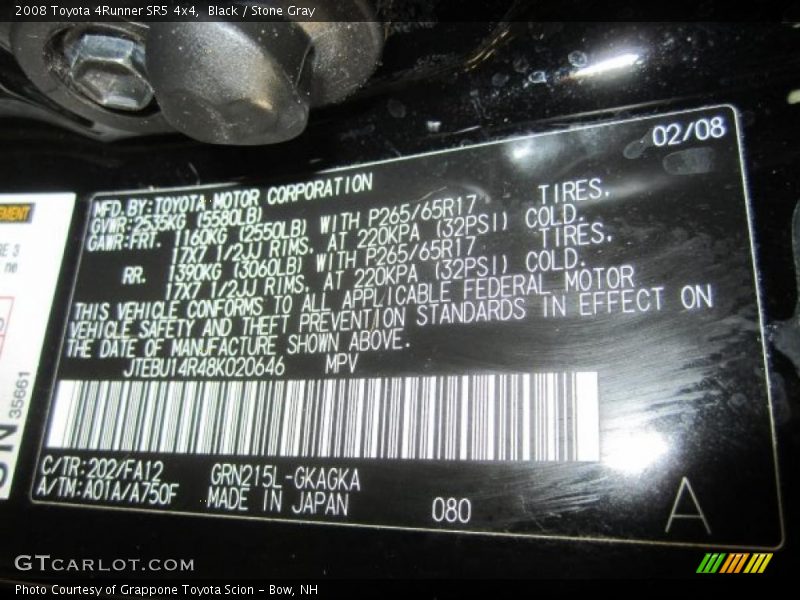 2008 Toyota 4Runner SR5 4x4, Black / Stone Gray
02/08
MFD. BY: TOYOTA MOTOR CORPORATION
GVWR: 2535KG (5580LB)
GAWR: FRT. 1160KG (2550LB) WITH P265/65R17 TIRES.
17X7 1/2JJ RIMS. AT 220KPA (32PSI) COLD.
RR. 1390KG (3060LB) WITH P265/65R17 TIRES.
17X7 1/2JJ RIMS. AT 220KPA (32PSI) COLD.
THIS VEHICLE CONFORMS TO ALL APPLICABLE FEDERAL MOTOR
VEHICLE SAFETY AND THEFT PREVENTION STANDARDS IN EFFECT ON
THE DATE OF MANUFACTURE SHOWN ABOVE.
JTEBU14R48K020646 MPV
C/TR: 202/FA12 GRN215L-GKAGKA
A/TM: A01A/A750F MADE IN JAPAN 080
A
35661
GTCARLOT.COM
Photo Courtesy of Grappone Toyota Scion - Bow, NH